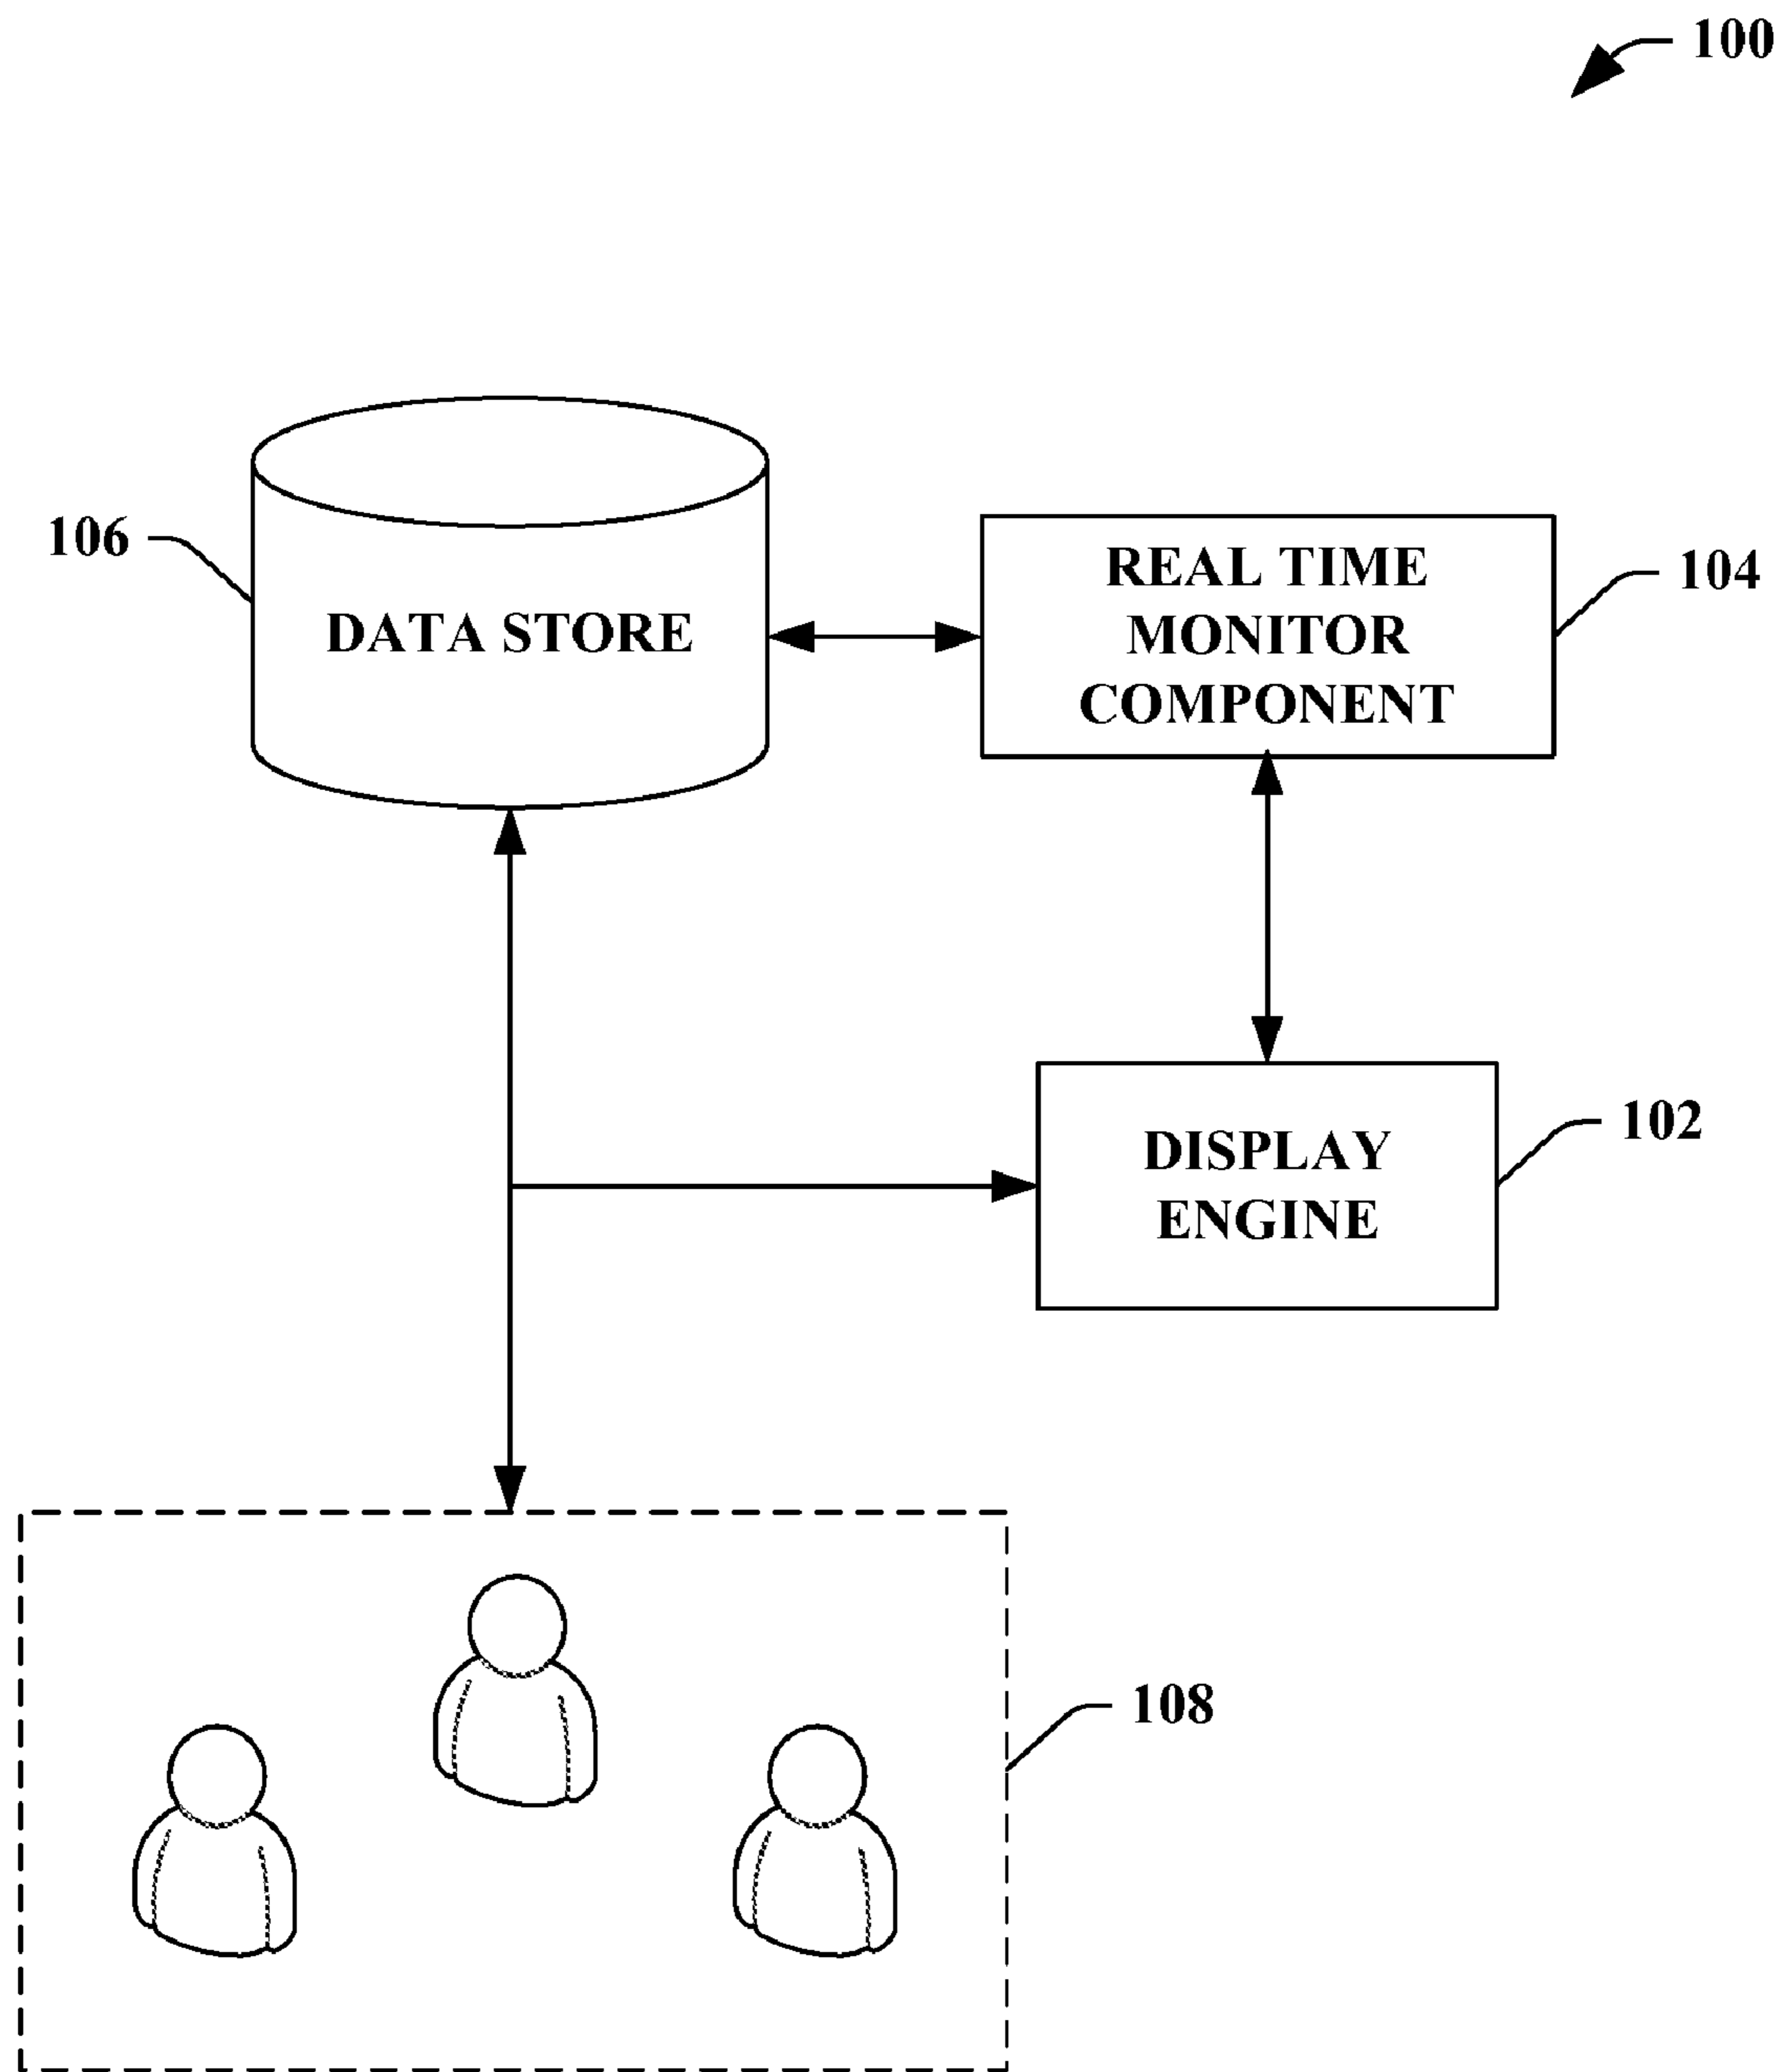 100
106
DATA STORE
REAL TIME
MONITOR
COMPONENT
104
DISPLAY
ENGINE
102
108